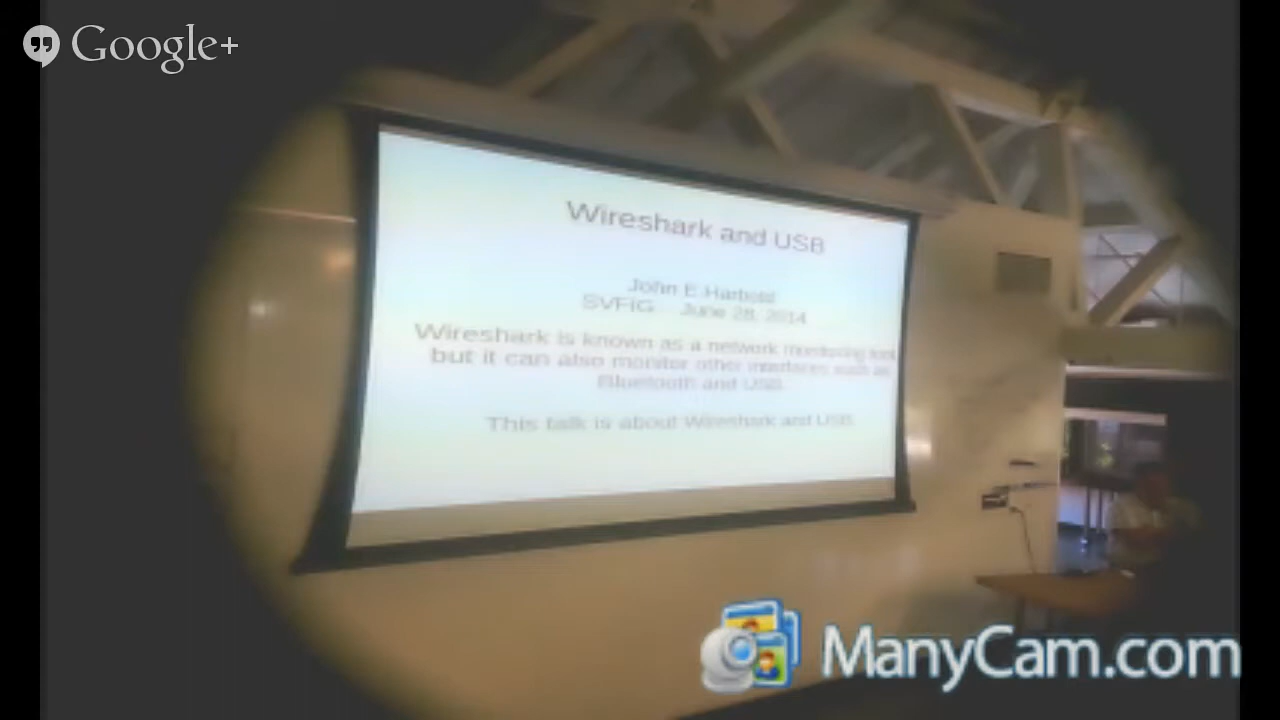 Google+
Wireshark and USB
John E Harbold
SVFIG June 28, 2014
Wireshark is known as a network monitoring tool
but it can also monitor other interfaces such as
Bluetooth and USB.
This talk is about Wireshark and USB.
ManyCam.com